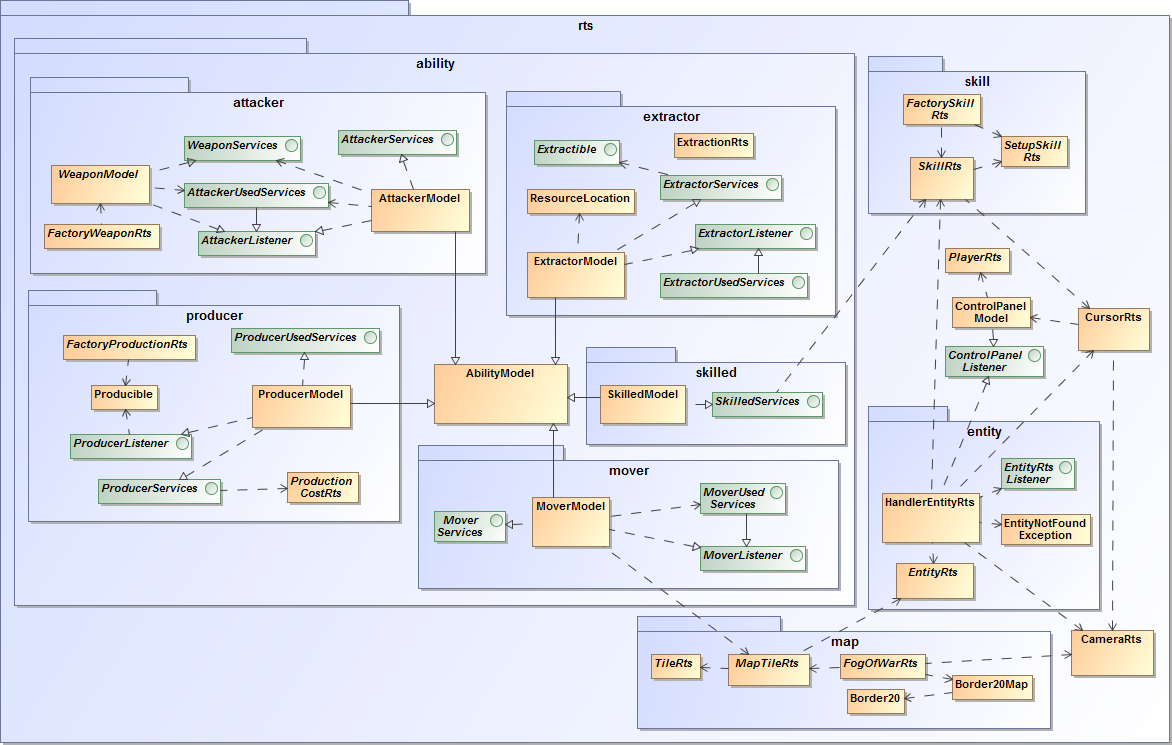 rts
ability
attacker
WeaponServices
AttackerServices
WeaponModel
AttackerUsedServices
AttackerModel
FactoryWeaponRts
AttackerListener
extractor
Extractible
ExtractionRts
ExtractorServices
ResourceLocation
ExtractorListener
ExtractorModel
ExtractorUsedServices
producer
FactoryProductionRts
ProducerUsedServices
Producible
ProducerModel
ProducerListener
ProducerServices
Production
CostRts
AbilityModel
skilled
SkilledModel
SkilledServices
mover
Mover
Services
MoverModel
MoverUsed
Services
MoverListener
skill
FactorySkill
Rts
SetupSkill
Rts
SkillRts
PlayerRts
ControlPanel
Model
CursorRts
ControlPanel
Listener
entity
EntityRts
Listener
HandlerEntityRts
EntityNotFound
Exception
EntityRts
CameraRts
map
TileRts
MapTileRts
FogOfWarRts
Border20
Border20Map